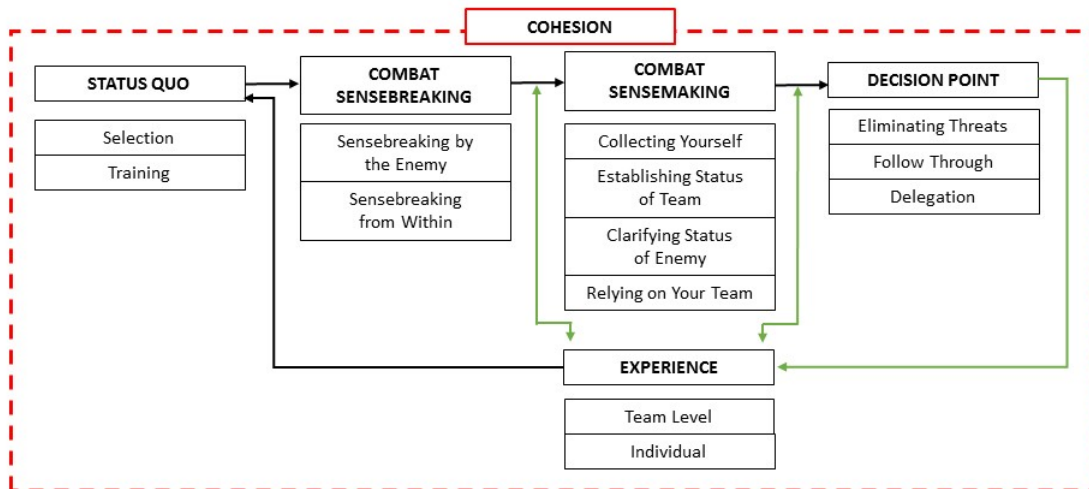 COHESION
STATUS QUO
Selection
Training
COMBAT
SENSEBREAKING
Sensebreaking by
the Enemy
Sensebreaking
from Within
COMBAT
SENSEMAKING
Collecting Yourself
Establishing Status
of Team
Clarifying Status
of Enemy
Relying on Your Team
DECISION POINT
Eliminating Threats
Follow Through
Delegation
EXPERIENCE
Team Level
Individual